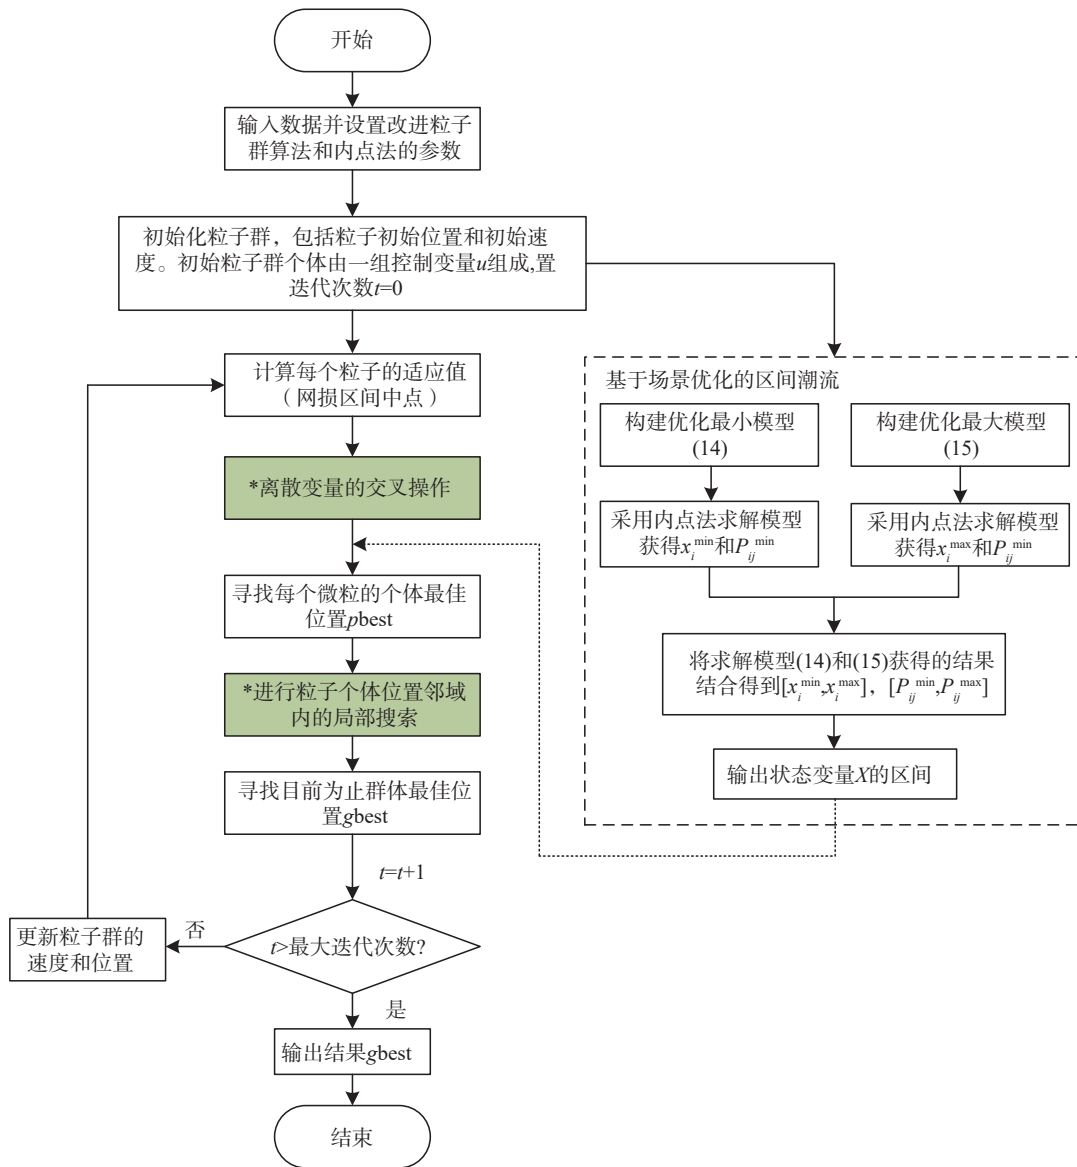 开始
输入数据并设置改进粒子
群算法和内点法的参数
初始化粒子群，包括粒子初始位置和初始速
度。初始粒子群个体由一组控制变量u组成,置
迭代次数t=0
计算每个粒子的适应值
（网损区间中点）
*离散变量的交叉操作
寻找每个微粒的个体最佳
位置pbest
*进行粒子个体位置邻域
内的局部搜索
寻找目前为止群体最佳位
置gbest
t=t+1
t>最大迭代次数?
否
更新粒子群的
速度和位置
是
输出结果gbest
结束
基于场景优化的区间潮流
构建优化最小模型
(14)
构建优化最大模型
(15)
采用内点法求解模型
获得x_i^min和P_ij^min
采用内点法求解模型
获得x_i^max和P_ij^min
将求解模型(14)和(15)获得的结果
结合得到[x_i^min,x_i^max]，[P_ij^min,P_ij^max]
输出状态变量X的区间